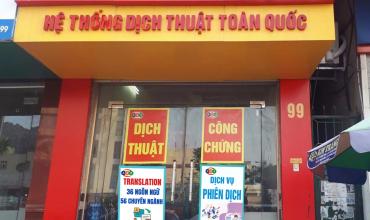 HỆ THỐNG DỊCH THUẬT TOÀN QUỐC
99
DỊCH
THUẬT
CÔNG
CHỨNG
99
TRANSLATION
36 NGÔN NGỮ
56 CHUYÊN NGÀNH
DỊCH VỤ
PHIÊN DỊCH